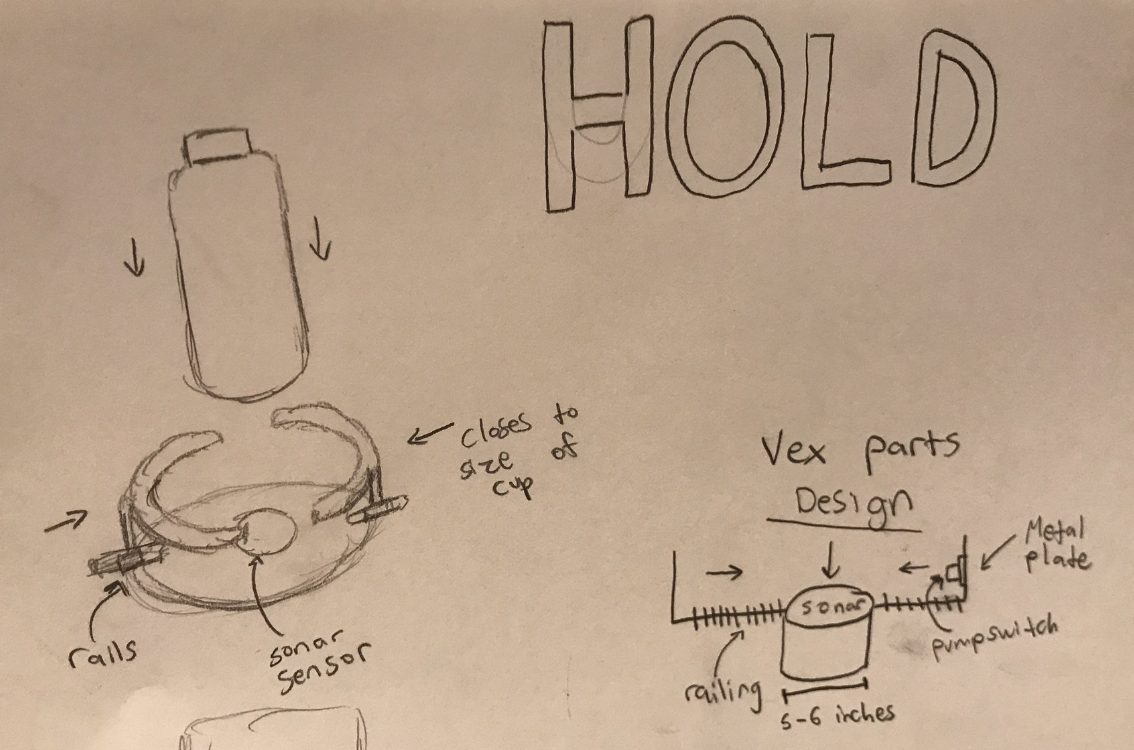 HOLD
closes to
size of
cup
rails
sonar
sensor
Vex parts
Design
Metal
plate
sonar
pumpswitch
railing
5-6 inches